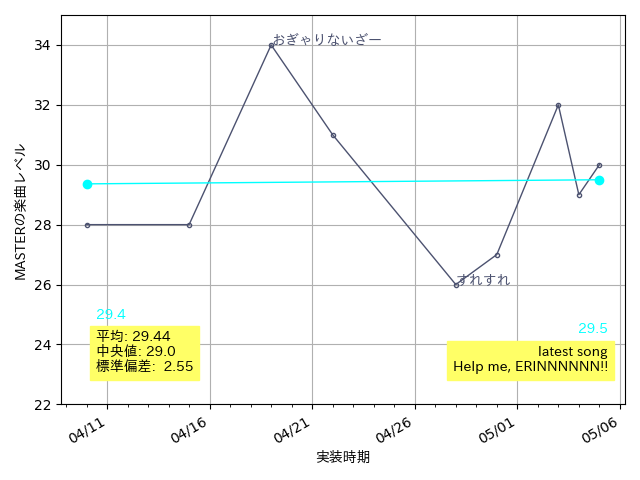 34
32
30
28
26
24
22
MASTERの楽曲レベル
おぎゃりないざー
すれすれ
29.4
平均: 29.44
中央値: 29.0
標準偏差: 2.55
29.5
latest song
Help me, ERINNNNNN!!
04/11
04/16
04/21
04/26
05/01
05/06
実装時期